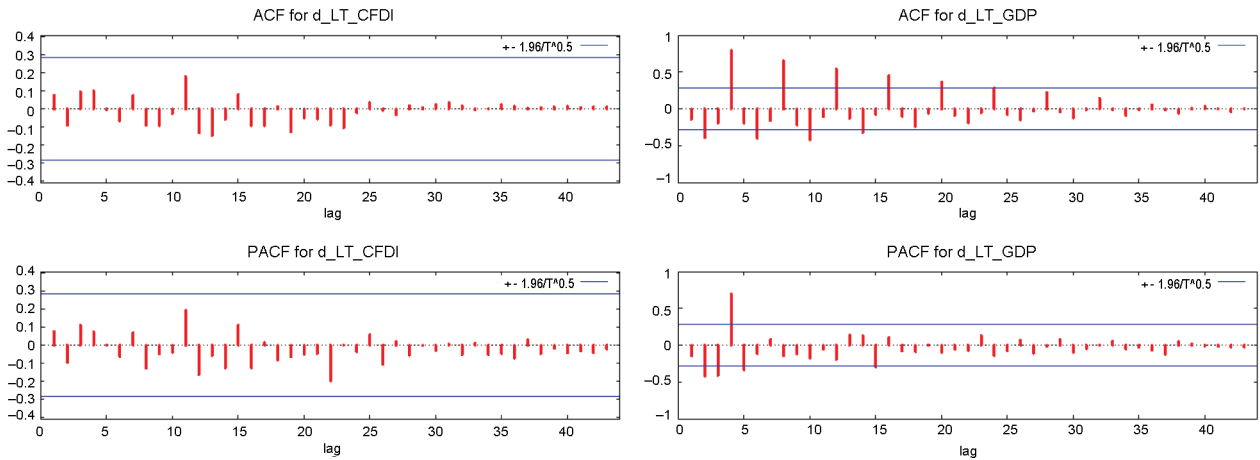 ACF for d_LT_CFDI
+- 1.96/T^0.5
0.4
0.3
0.2
0.1
0
–0.1
–0.2
–0.3
–0.4
0 5 10 15 20 25 30 35 40
lag
ACF for d_LT_GDP
+- 1.96/T^0.5
1
0.5
0
–0.5
–1
0 5 10 15 20 25 30 35 40
lag
PACF for d_LT_CFDI
+- 1.96/T^0.5
0.4
0.3
0.2
0.1
0
–0.1
–0.2
–0.3
–0.4
0 5 10 15 20 25 30 35 40
lag
PACF for d_LT_GDP
+- 1.96/T^0.5
1
0.5
0
–0.5
–1
0 5 10 15 20 25 30 35 40
lag